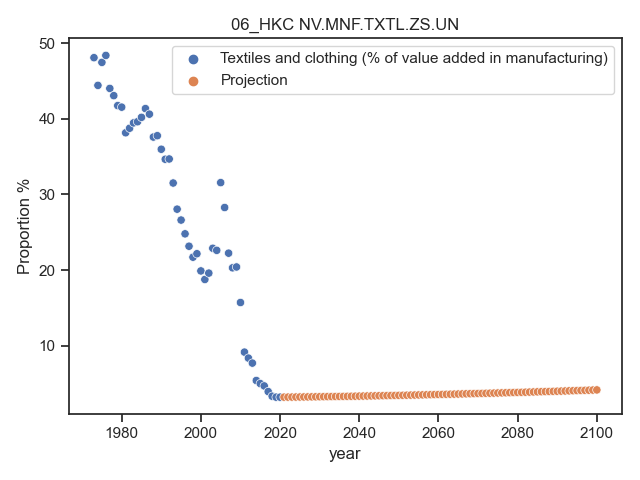 06_HKC NV.MNF.TXTL.ZS.UN
Textiles and clothing (% of value added in manufacturing)
Projection
50
40
30
20
10
Proportion %
1980 2000 2020 2040 2060 2080 2100
year